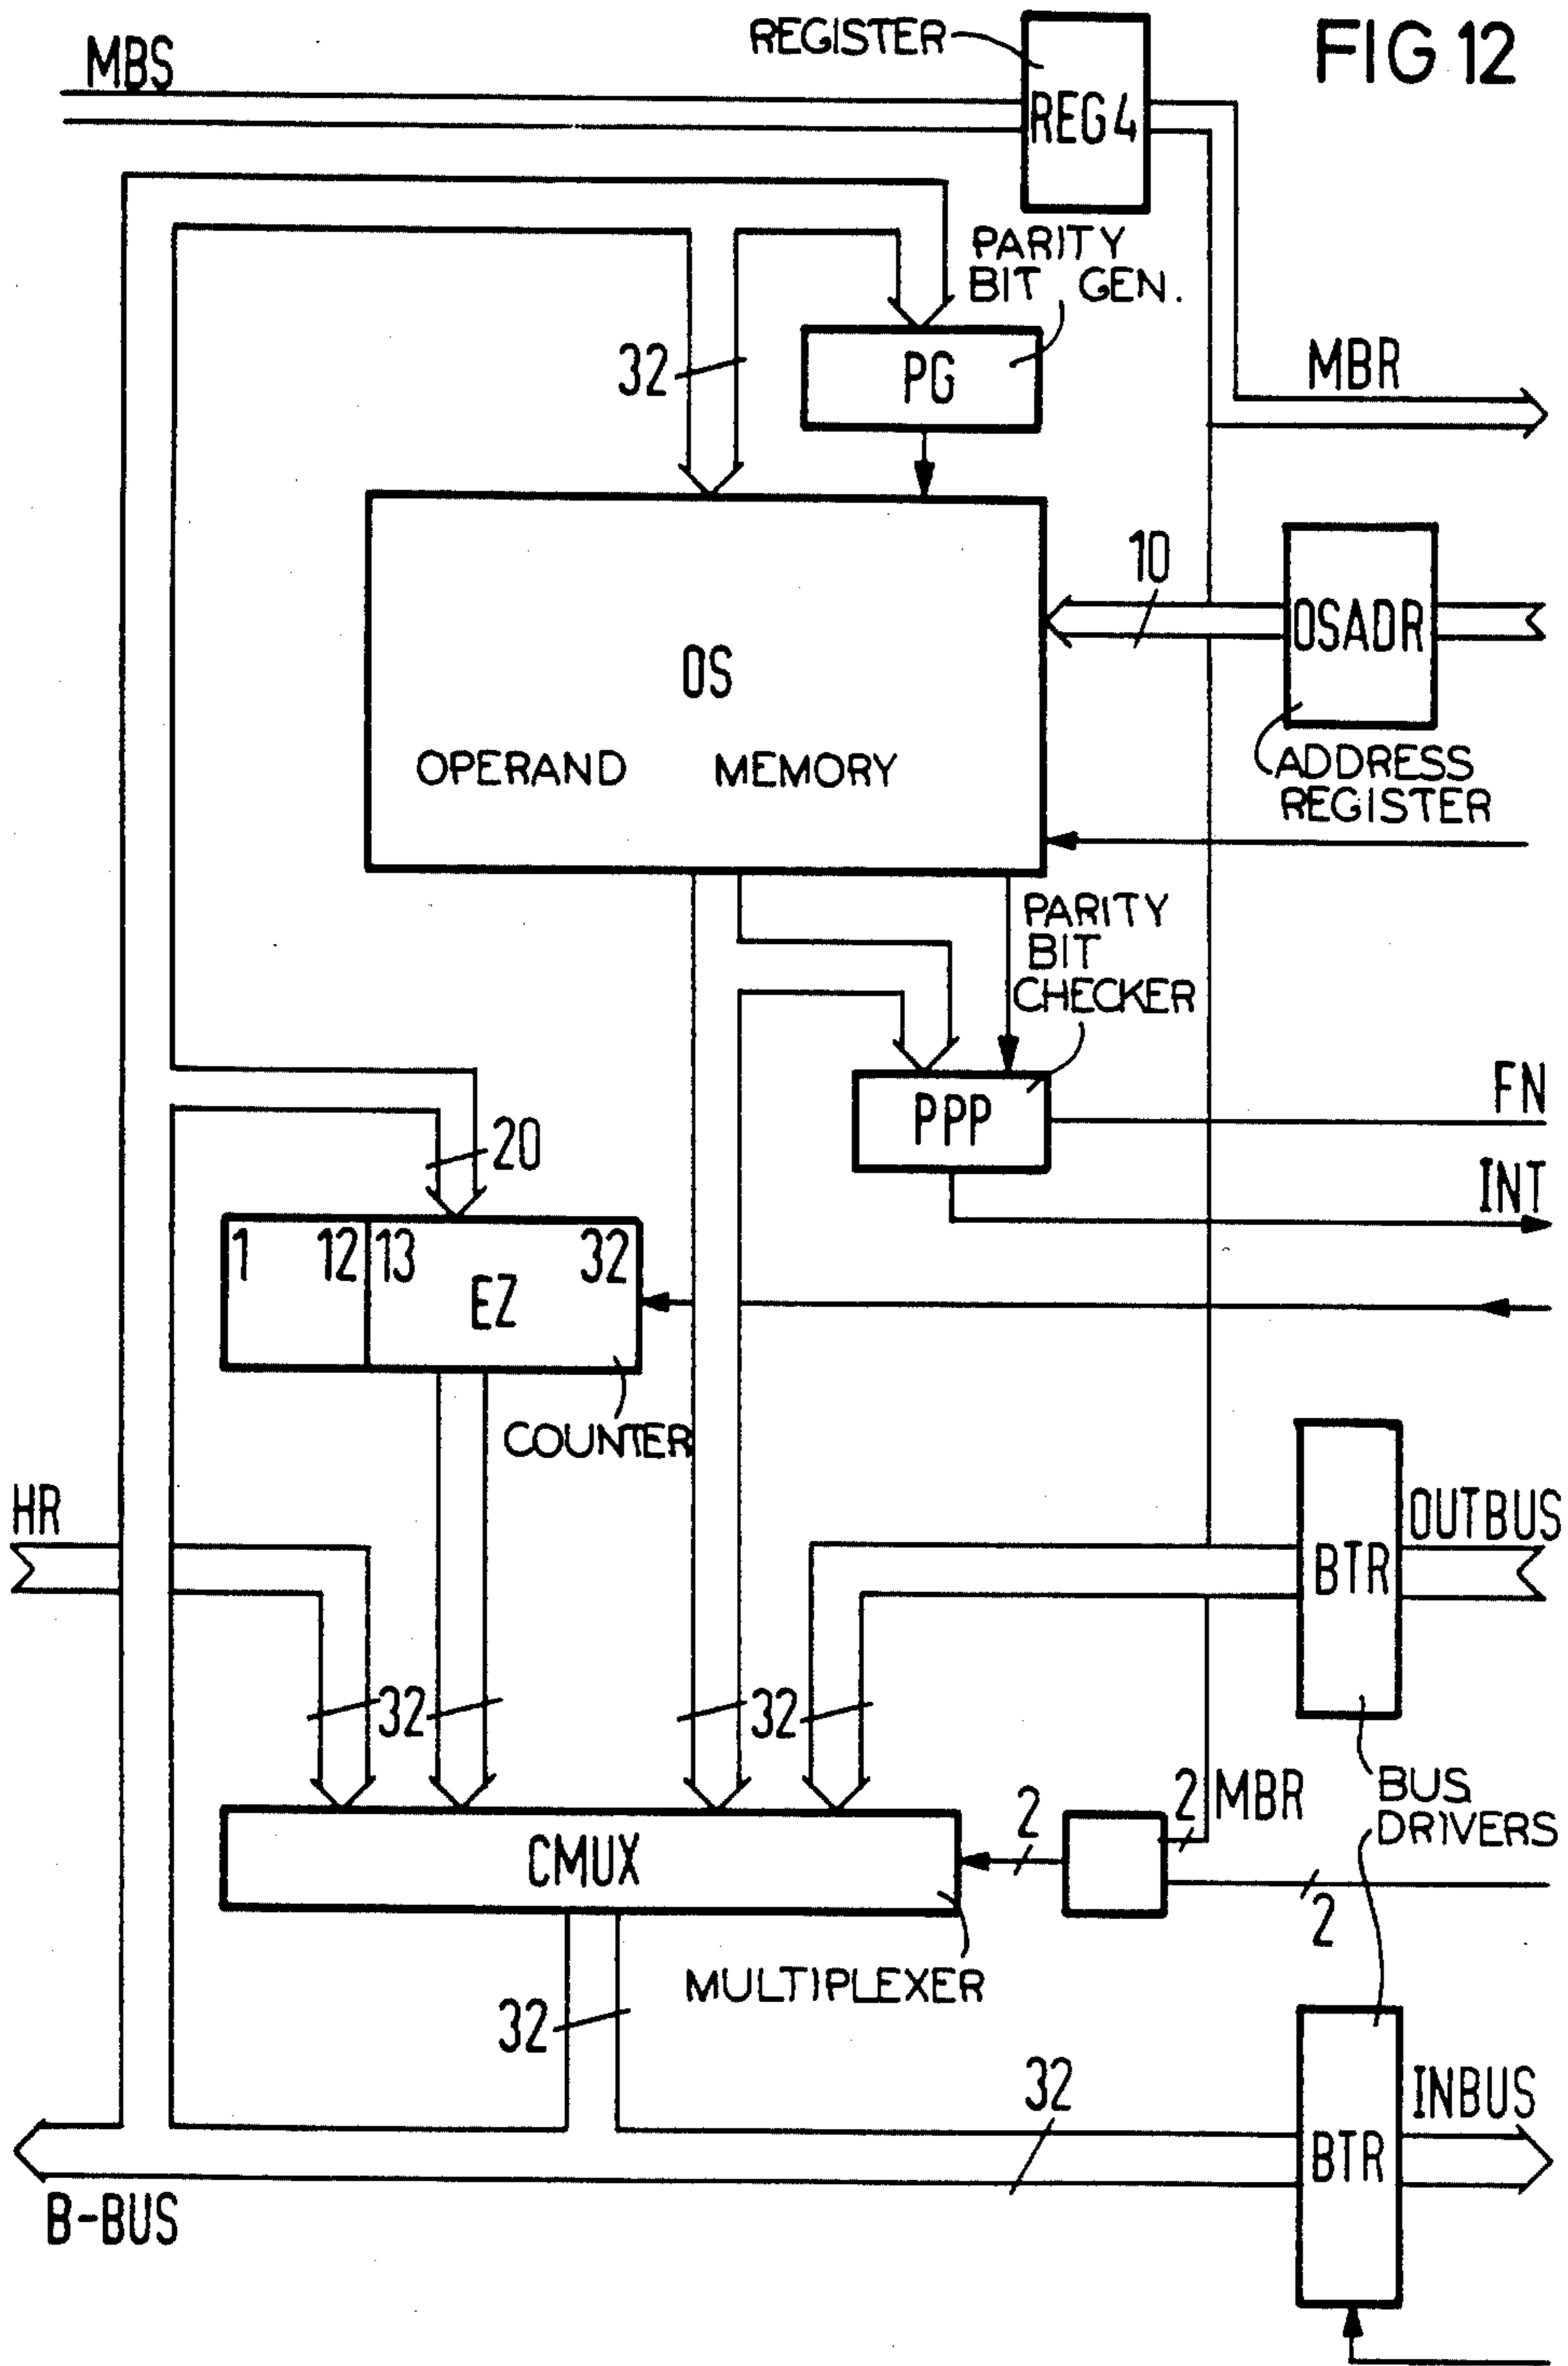 FIG 12
MBS
REGISTER
REG4
PARITY
BIT GEN.
32
PG
MBR
10
OSADR
OS
OPERAND MEMORY
ADDRESS
REGISTER
PARITY
BIT
CHECKER
PPP
FN
INT
20
1 12 13 32
EZ
COUNTER
HR
OUTBUS
BTR
32
32
BUS
DRIVERS
2
2
MBR
CMUX
2
MULTIPLEXER
32
32
INBUS
BTR
B-BUS